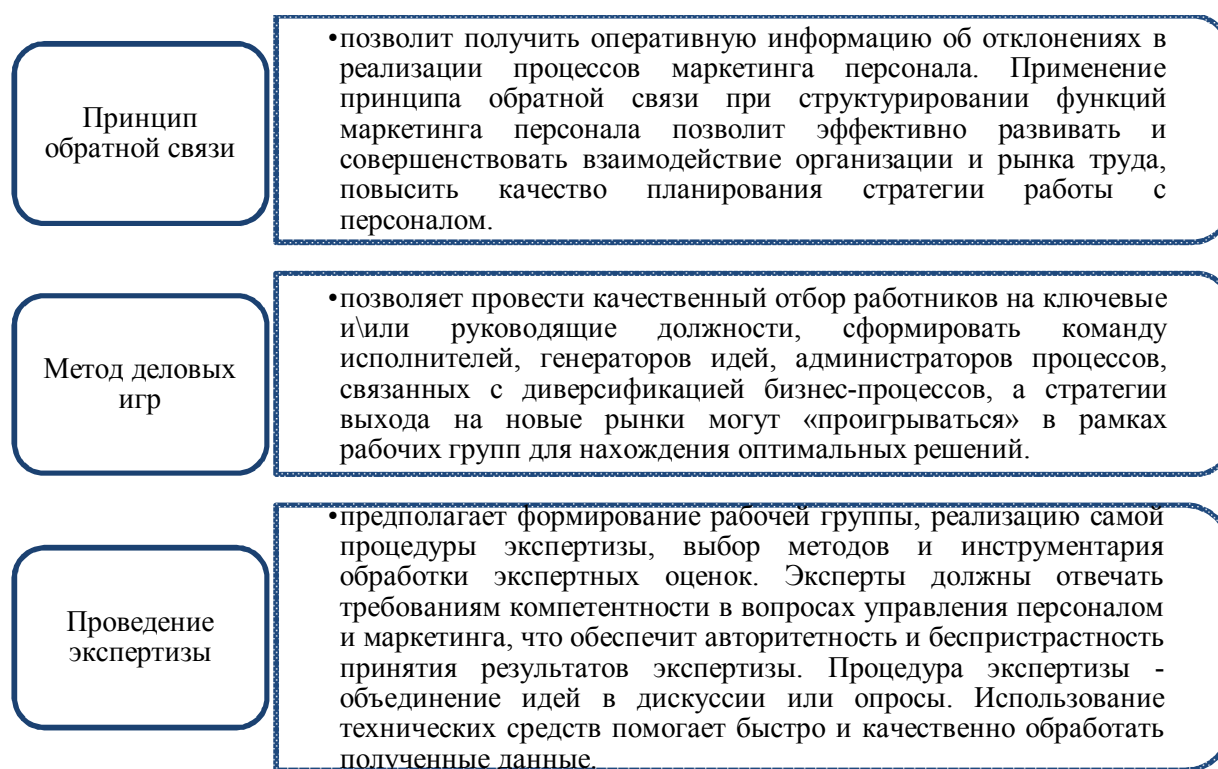 Принцип
обратной связи
•позволит получить оперативную информацию об отклонениях в
реализации процессов маркетинга персонала. Применение
принципа обратной связи при структурировании функций
маркетинга персонала позволит эффективно развивать и
совершенствовать взаимодействие организации и рынка труда,
повысить качество планирования стратегии работы с
персоналом.
Метод деловых
игр
•позволяет провести качественный отбор работников на ключевые
и\или руководящие должности, сформировать команду
исполнителей, генераторов идей, администраторов процессов,
связанных с диверсификацией бизнес-процессов, а стратегии
выхода на новые рынки могут «проигрываться» в рамках
рабочих групп для нахождения оптимальных решений.
Проведение
экспертизы
•предполагает формирование рабочей группы, реализацию самой
процедуры экспертизы, выбор методов и инструментария
обработки экспертных оценок. Эксперты должны отвечать
требованиям компетентности в вопросах управления персоналом
и маркетинга, что обеспечит авторитетность и беспристрастность
принятия результатов экспертизы. Процедура экспертизы -
объединение идей в дискуссии или опросы. Использование
технических средств помогает быстро и качественно обработать
полученные данные.